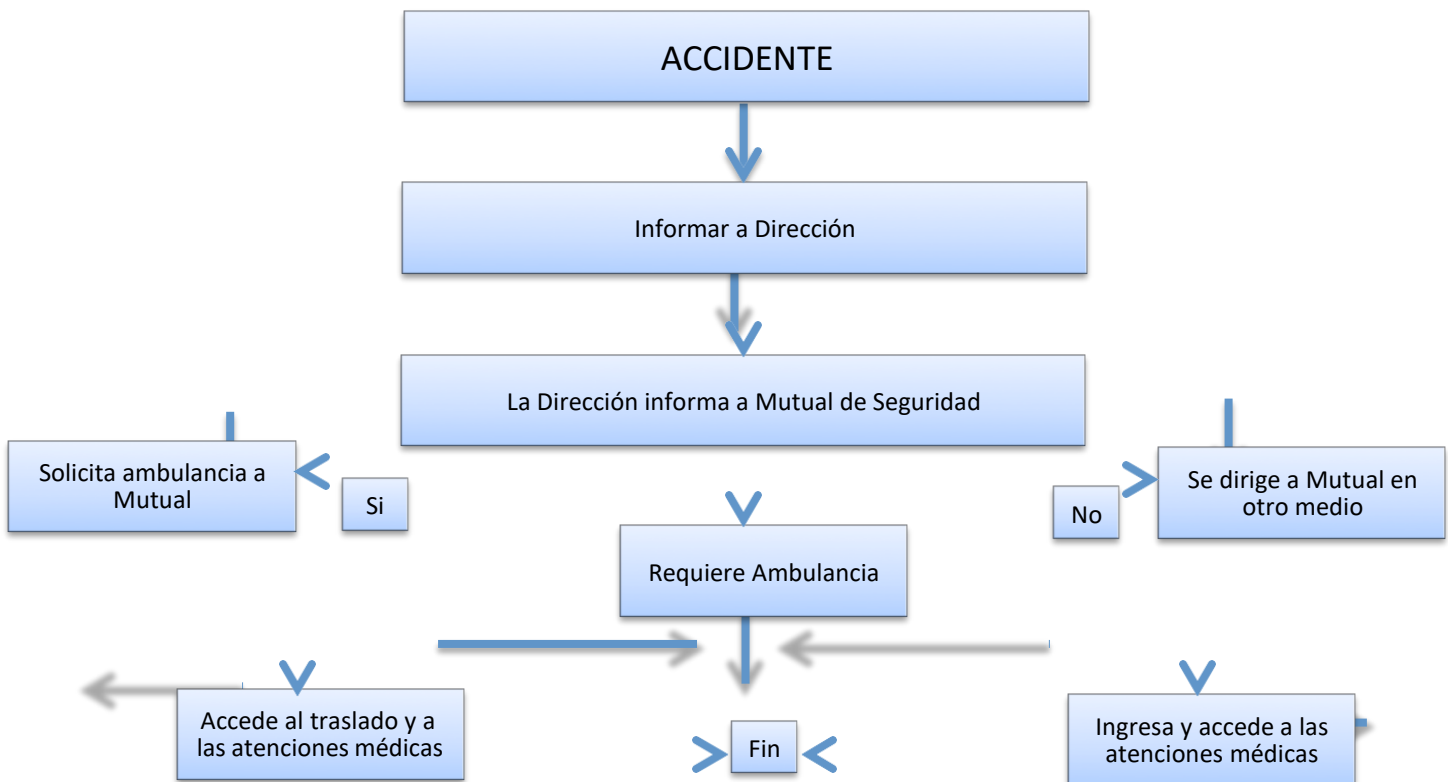 ACCIDENTE
Informar a Dirección
La Dirección informa a Mutual de Seguridad
Solicita ambulancia a
Mutual
Si
No
Se dirige a Mutual en
otro medio
Requiere Ambulancia
Accede al traslado y a
las atenciones médicas
Fin
Ingresa y accede a las
atenciones médicas